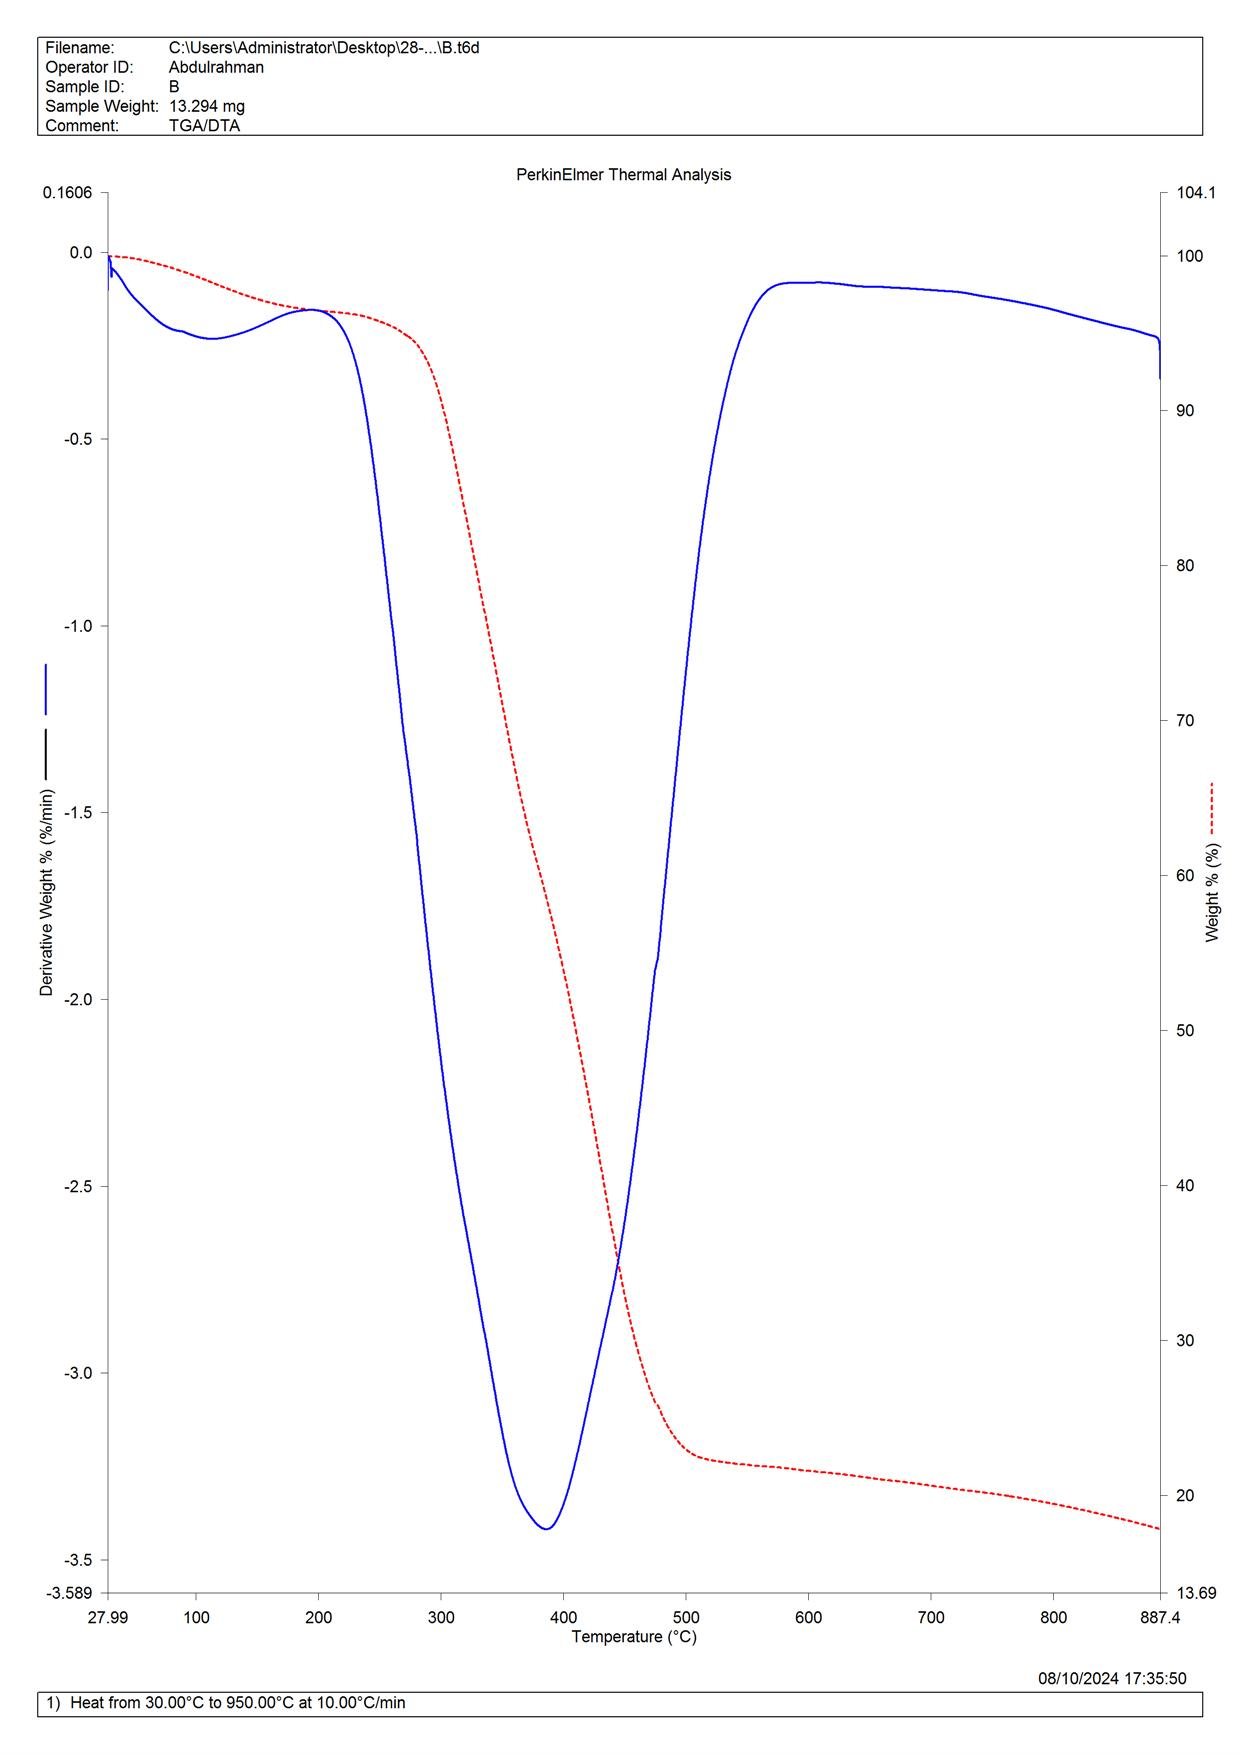 Filename: C:\Users\Administrator\Desktop\28-...\B.t6d
Operator ID: Abdulrahman
Sample ID: B
Sample Weight: 13.294 mg
Comment: TGA/DTA
PerkinElmer Thermal Analysis
0.1606
0.0
-0.5
-1.0
-1.5
-2.0
-2.5
-3.0
-3.5
-3.589
Derivative Weight % (%/min)
104.1
100
90
80
70
60
50
40
30
20
13.69
Weight % (%)
27.99 100 200 300 400 500 600 700 800 887.4
Temperature (°C)
08/10/2024 17:35:50
1) Heat from 30.00°C to 950.00°C at 10.00°C/min